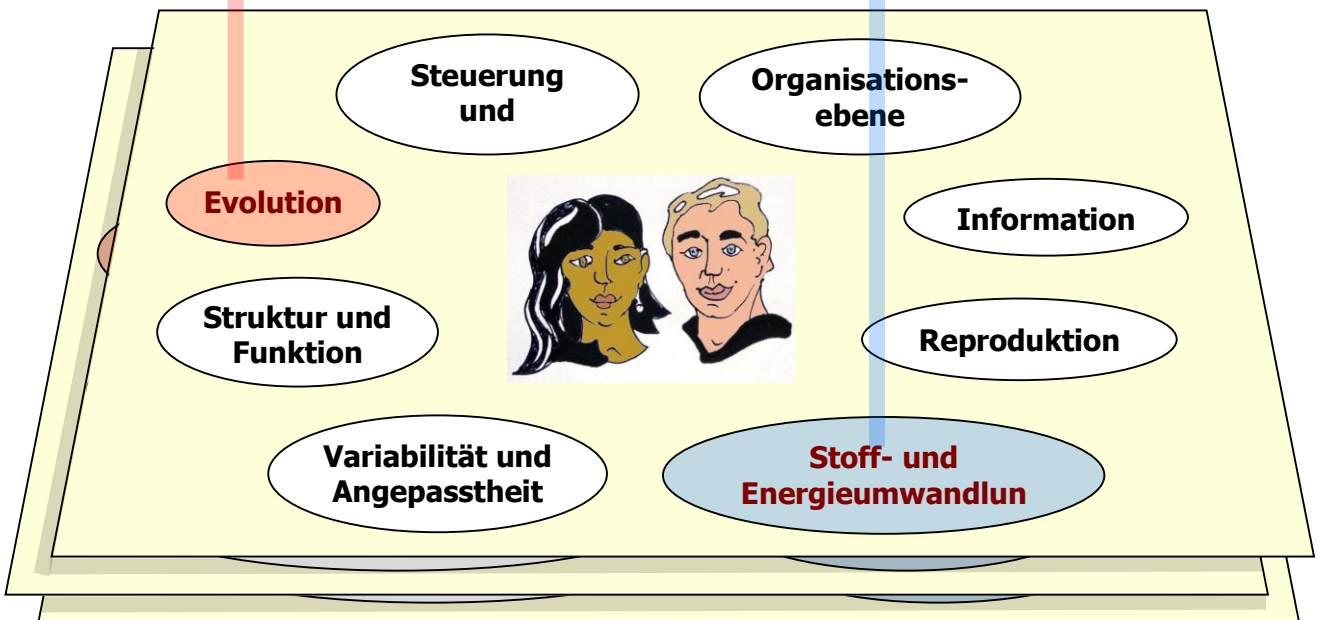 Steuerung
und
Organisations-
ebene
Evolution
Information
Struktur und
Funktion
Reproduktion
Variabilität und
Angepasstheit
Stoff- und
Energieumwandlun